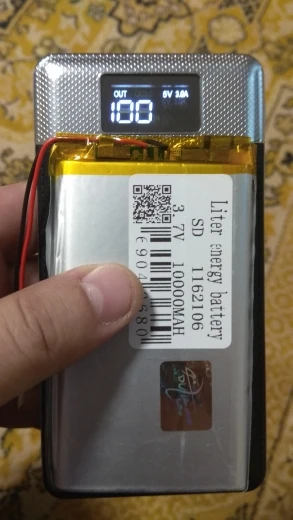 OUT 5V 1.0A
100
Liter energy battery
SD 1162106
3.7V 10000MAH